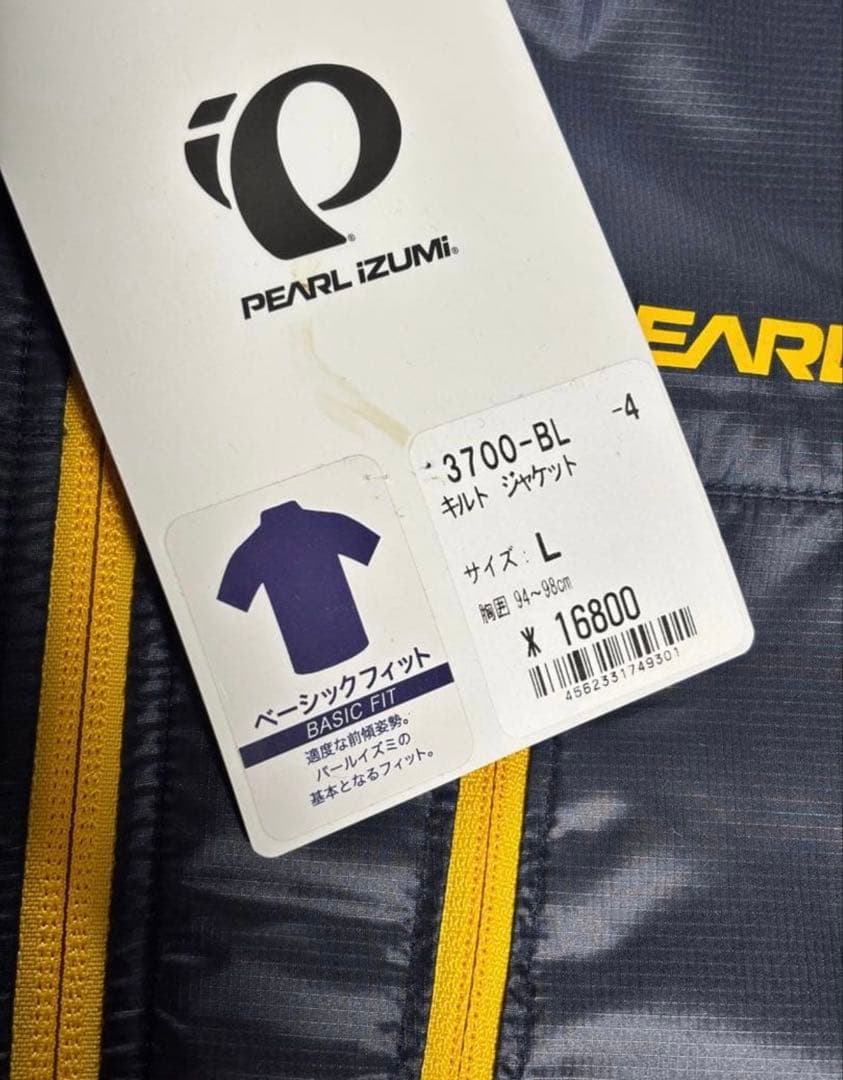 PEARL iZUMi®
EARL
3700-BL -4
キルト ジャケット
サイズ: L
胸囲 94～98cm
¥ 16800
4562331749301
ベーシックフィット
BASIC FIT
適度な前傾姿勢。
パールイズミの
基本となるフィット。